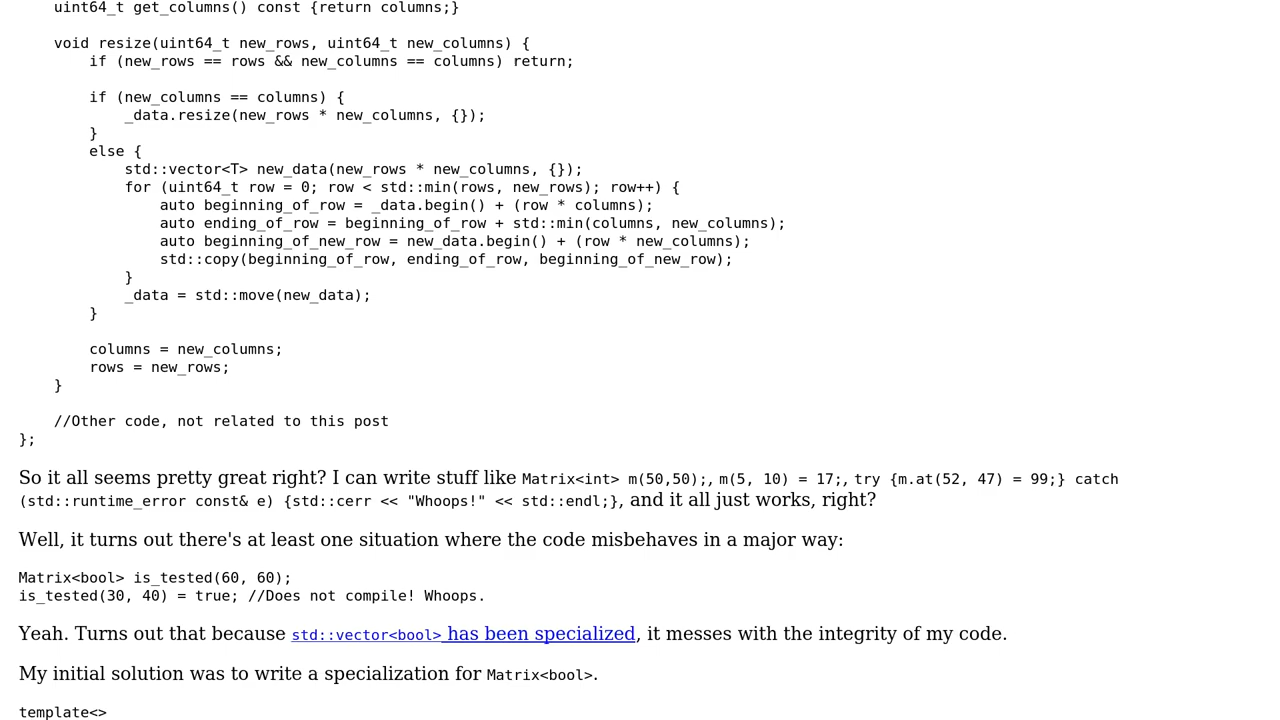 uint64_t get_columns() const {return columns;}

    void resize(uint64_t new_rows, uint64_t new_columns) {
        if (new_rows == rows && new_columns == columns) return;

        if (new_columns == columns) {
            _data.resize(new_rows * new_columns, {});
        }
        else {
            std::vector<T> new_data(new_rows * new_columns, {});
            for (uint64_t row = 0; row < std::min(rows, new_rows); row++) {
                auto beginning_of_row = _data.begin() + (row * columns);
                auto ending_of_row = beginning_of_row + std::min(columns, new_columns);
                auto beginning_of_new_row = new_data.begin() + (row * new_columns);
                std::copy(beginning_of_row, ending_of_row, beginning_of_new_row);
            }
            _data = std::move(new_data);
        }

        columns = new_columns;
        rows = new_rows;
    }

    //Other code, not related to this post
};
So it all seems pretty great right? I can write stuff like Matrix<int> m(50,50);, m(5, 10) = 17;, try {m.at(52, 47) = 99;} catch
(std::runtime_error const& e) {std::cerr << "Whoops!" << std::endl;}, and it all just works, right?
Well, it turns out there's at least one situation where the code misbehaves in a major way:
Matrix<bool> is_tested(60, 60);
is_tested(30, 40) = true; //Does not compile! Whoops.
Yeah. Turns out that because std::vector<bool> has been specialized, it messes with the integrity of my code.
My initial solution was to write a specialization for Matrix<bool>.
template<>